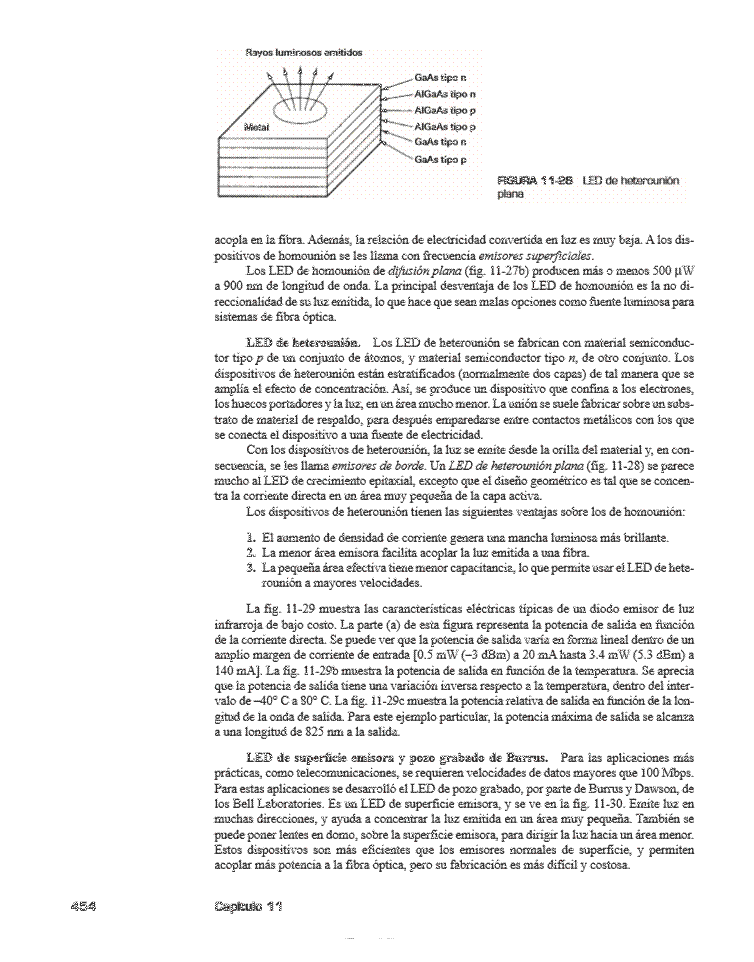 Rayos luminosos emitidos
GaAs tipo n
AlGaAs tipo n
AlGaAs tipo p
Metal
AlGaAs tipo p
GaAs tipo n
GaAs tipo p
FIGURA 11-28 LED de heterounión
plana
acopla en la fibra. Además, la relación de electricidad convertida en luz es muy baja. A los dis-
positivos de homounión se les llama con frecuencia emisores superficiales.
Los LED de homounión de difusión plana (fig. 11-27b) producen más o menos 500 µW
a 900 nm de longitud de onda. La principal desventaja de los LED de homounión es la no di-
reccionalidad de su luz emitida, lo que hace que sean malas opciones como fuente luminosa para
sistemas de fibra óptica.
LED de heterounión. Los LED de heterounión se fabrican con material semiconduc-
tor tipo p de un conjunto de átomos, y material semiconductor tipo n, de otro conjunto. Los
dispositivos de heterounión están estratificados (normalmente dos capas) de tal manera que se
amplía el efecto de concentración. Así, se produce un dispositivo que confina a los electrones,
los huecos portadores y la luz, en un área mucho menor. La unión se suele fabricar sobre un subs-
trato de material de respaldo, para después emparedarse entre contactos metálicos con los que
se conecta el dispositivo a una fuente de electricidad.
Con los dispositivos de heterounión, la luz se emite desde la orilla del material y, en con-
secuencia, se les llama emisores de borde. Un LED de heterounión plana (fig. 11-28) se parece
mucho al LED de crecimiento epitaxial, excepto que el diseño geométrico es tal que se concen-
tra la corriente directa en un área muy pequeña de la capa activa.
Los dispositivos de heterounión tienen las siguientes ventajas sobre los de homounión:
1. El aumento de densidad de corriente genera una mancha luminosa más brillante.
2. La menor área emisora facilita acoplar la luz emitida a una fibra.
3. La pequeña área efectiva tiene menor capacitancia, lo que permite usar el LED de hete-
rounión a mayores velocidades.
La fig. 11-29 muestra las características eléctricas típicas de un diodo emisor de luz
infrarroja de bajo costo. La parte (a) de esta figura representa la potencia de salida en función
de la corriente directa. Se puede ver que la potencia de salida varía en forma lineal dentro de un
amplio margen de corriente de entrada [0.5 mW (–3 dBm) a 20 mA hasta 3.4 mW (5.3 dBm) a
140 mA]. La fig. 11-29b muestra la potencia de salida en función de la temperatura. Se aprecia
que la potencia de salida tiene una variación inversa respecto a la temperatura, dentro del inter-
valo de –40° C a 80° C. La fig. 11-29c muestra la potencia relativa de salida en función de la lon-
gitud de la onda de salida. Para este ejemplo particular, la potencia máxima de salida se alcanza
a una longitud de 825 nm a la salida.
LED de superficie emisora y pozo grabado de Burrus. Para las aplicaciones más
prácticas, como telecomunicaciones, se requieren velocidades de datos mayores que 100 Mbps.
Para estas aplicaciones se desarrolló el LED de pozo grabado, por parte de Burrus y Dawson, de
los Bell Laboratories. Es un LED de superficie emisora, y se ve en la fig. 11-30. Emite luz en
muchas direcciones, y ayuda a concentrar la luz emitida en un área muy pequeña. También se
puede poner lentes en domo, sobre la superficie emisora, para dirigir la luz hacia un área menor.
Estos dispositivos son más eficientes que los emisores normales de superficie, y permiten
acoplar más potencia a la fibra óptica, pero su fabricación es más difícil y costosa.
454 Capítulo 11